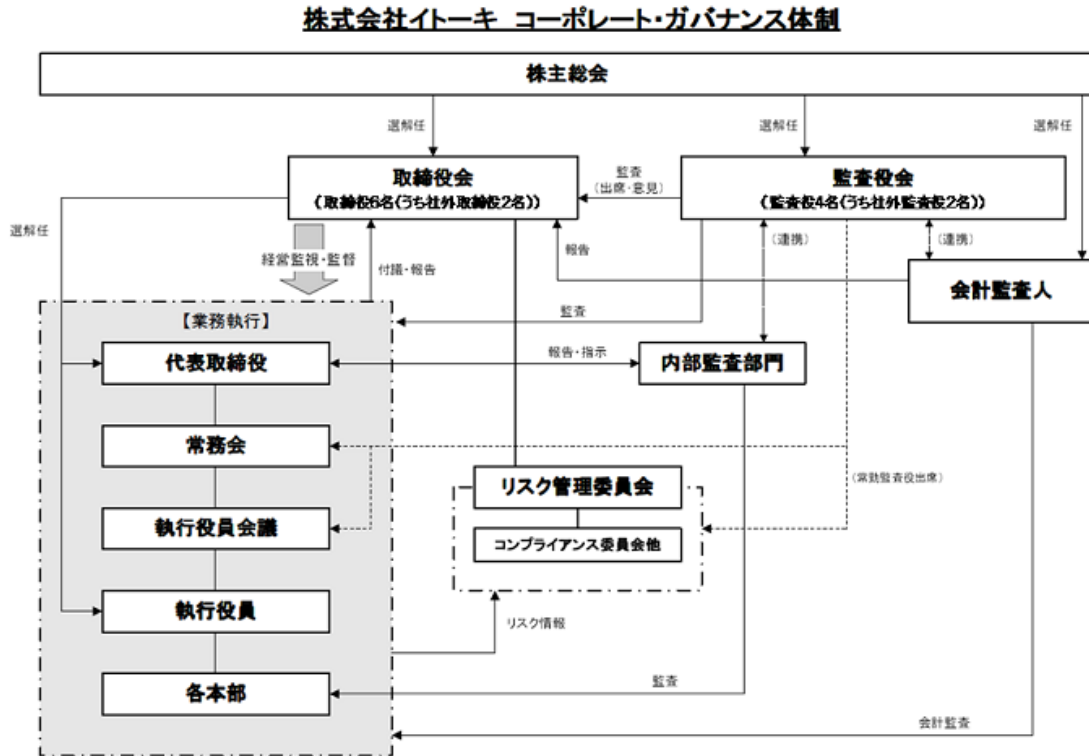 株式会社イトーキ コーポレート・ガバナンス体制
株主総会
選解任
選解任
選解任
取締役会
(取締役6名(うち社外取締役2名))
監査
(出席・意見)
監査役会
(監査役4名(うち社外監査役2名))
選解任
経営監視・監督
付議・報告
報告
(連携)
(連携)
会計監査人
【業務執行】
監査
代表取締役
報告・指示
内部監査部門
常務会
リスク管理委員会
(常勤監査役出席)
執行役員会議
コンプライアンス委員会他
執行役員
リスク情報
各本部
監査
会計監査